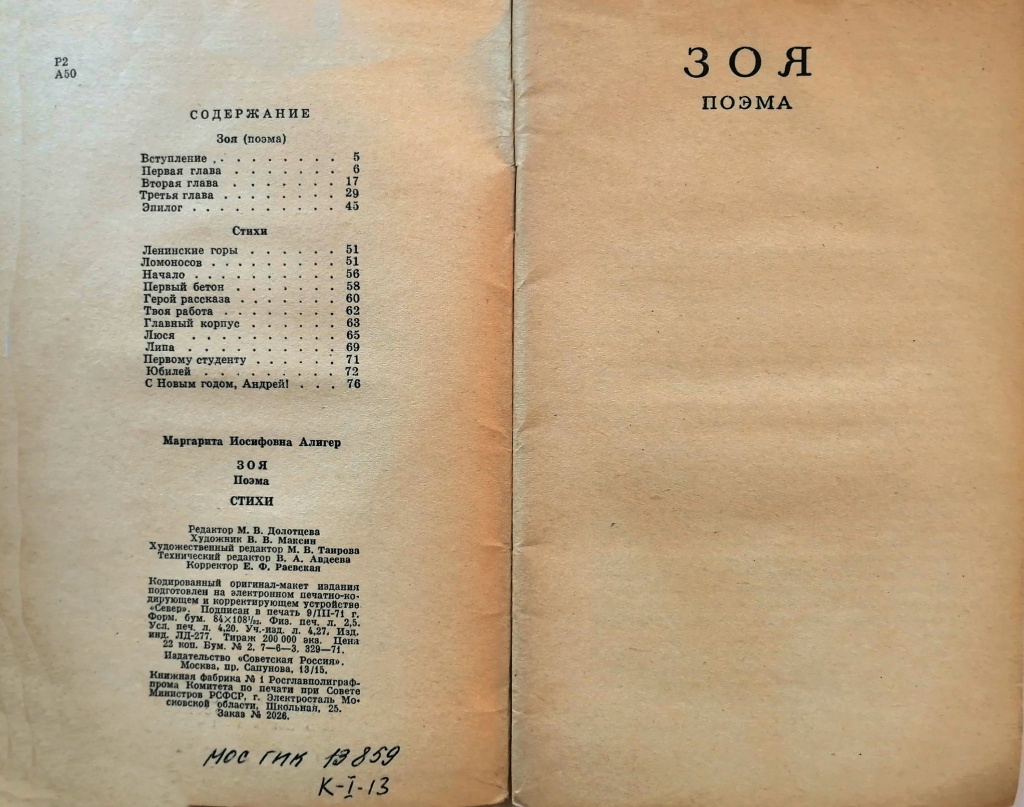 Р2
А50
СОДЕРЖАНИЕ
Зоя (поэма)
Вступление . . . . . . . . . 5
Первая глава . . . . . . . . 6
Вторая глава . . . . . . . 17
Третья глава . . . . . . . . 29
Эпилог . . . . . . . . . . 45
Стихи
Ленинские горы . . . . . . 51
Ломоносов . . . . . . . . . 51
Начало . . . . . . . . . . 56
Первый бетон . . . . . . . 58
Герой рассказа . . . . . . . 60
Твоя работа . . . . . . . . 62
Главный корпус . . . . . . 63
Люся . . . . . . . . . . 65
Липа . . . . . . . . . . 69
Первому студенту . . . . . . 71
Юбилей . . . . . . . . . . 72
С Новым годом, Андрей! . . . 76
Маргарита Иосифовна Алигер
ЗОЯ
Поэма
СТИХИ
Редактор М. В. Долотцева
Художник В. В. Максин
Художественный редактор М. В. Таирова
Технический редактор В. А. Авдеева
Корректор Е. Ф. Раевская
Кодированный оригинал-макет издания
подготовлен на электронном печатно-ко-
дирующем и корректирующем устройстве
«Север». Подписан в печать 9/III-71 г.
Форм. бум. 84×108¹/₃₂. Физ. печ. л. 2,5.
Усл. печ. л. 4,20. Уч.-изд. л. 4,27. Изд.
инд. ЛД-277. Тираж 200 000 экз. Цена
22 коп. Бум. № 2. 7—6—3. 329—71.
Издательство «Советская Россия».
Москва, пр. Сапунова, 13/15.
Книжная фабрика № 1 Росглавполиграф-
прома Комитета по печати при Совете
Министров РСФСР, г. Электросталь Мо-
сковской области, Школьная, 25.
Заказ № 2026.
МОС ГИК 13859
К-I-13
ЗОЯ
ПОЭМА